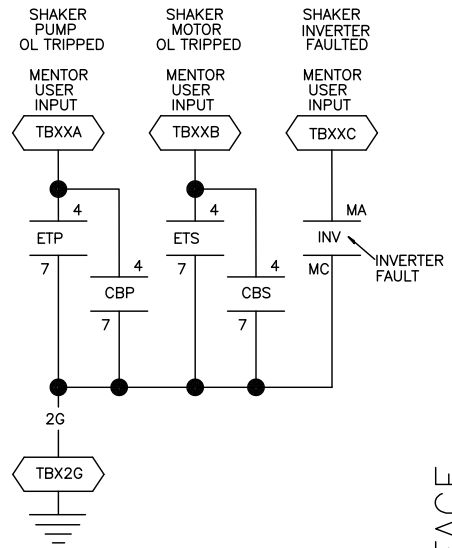 SHAKER
PUMP
OL TRIPPED
SHAKER
MOTOR
OL TRIPPED
SHAKER
INVERTER
FAULTED
MENTOR
USER
INPUT
MENTOR
USER
INPUT
MENTOR
USER
INPUT
TBXXA
TBXXB
TBXXC
4
ETP
7
4
CBP
7
4
ETS
7
4
CBS
7
MA
INV
MC
INVERTER
FAULT
2G
TBX2G
FACE